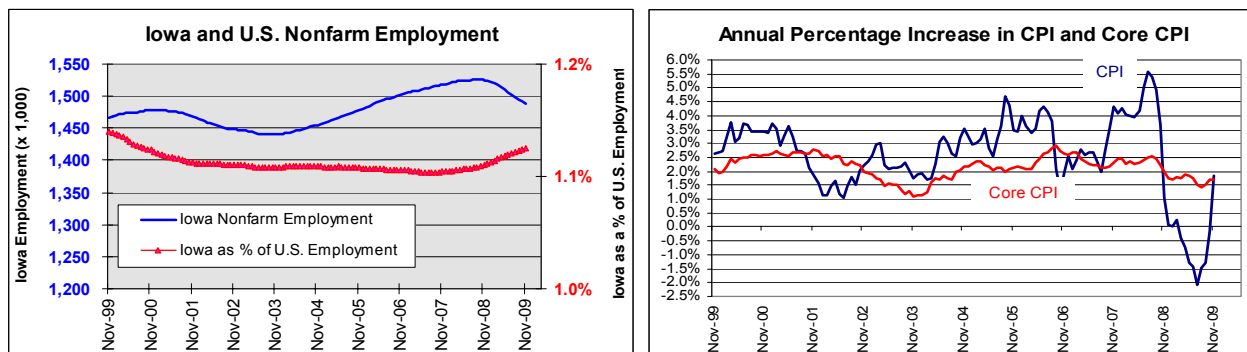 Iowa and U.S. Nonfarm Employment
Iowa Employment (x 1,000)
1,550
1,500
1,450
1,400
1,350
1,300
1,250
1,200
Iowa Nonfarm Employment
Iowa as % of U.S. Employment
1.2%
1.1%
1.0%
Iowa as a % of U.S. Employment
Nov-99
Nov-00
Nov-01
Nov-02
Nov-03
Nov-04
Nov-05
Nov-06
Nov-07
Nov-08
Nov-09
Annual Percentage Increase in CPI and Core CPI
6.0%
5.5%
5.0%
4.5%
4.0%
3.5%
3.0%
2.5%
2.0%
1.5%
1.0%
0.5%
0.0%
-0.5%
-1.0%
-1.5%
-2.0%
-2.5%
CPI
Core CPI
Nov-99
Nov-00
Nov-01
Nov-02
Nov-03
Nov-04
Nov-05
Nov-06
Nov-07
Nov-08
Nov-09